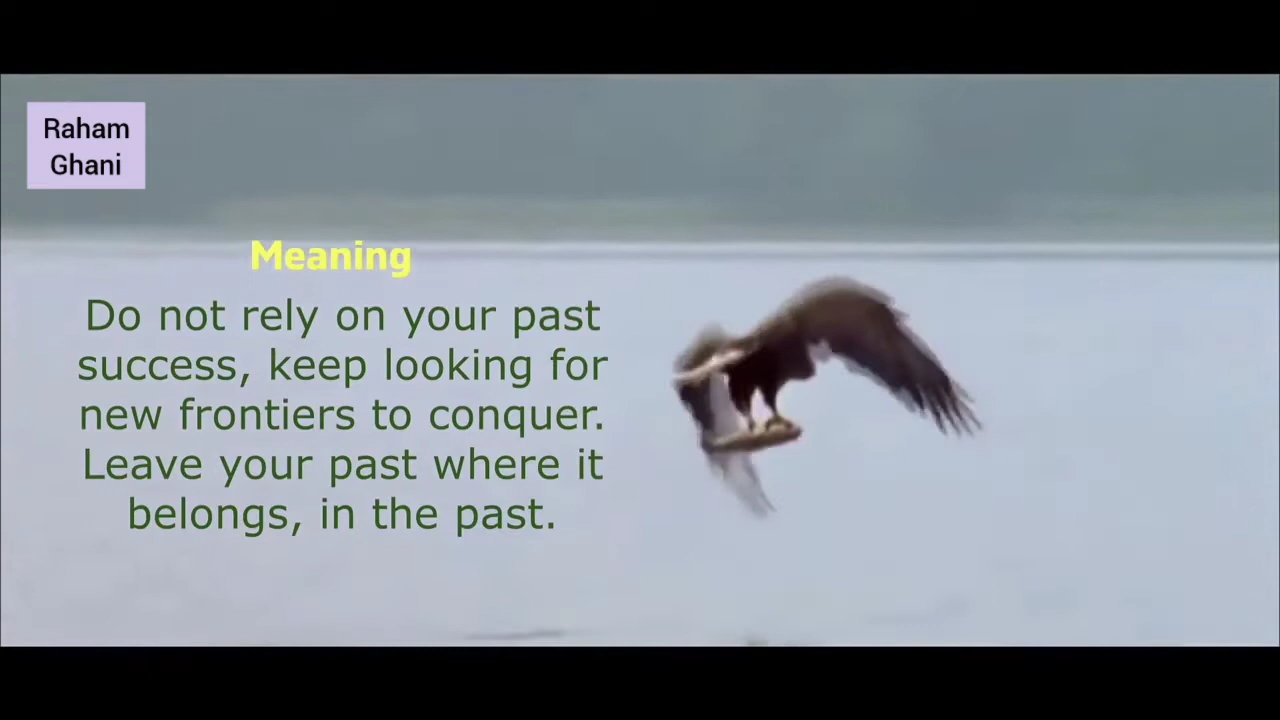 Raham
Ghani
Meaning
Do not rely on your past
success, keep looking for
new frontiers to conquer.
Leave your past where it
belongs, in the past.